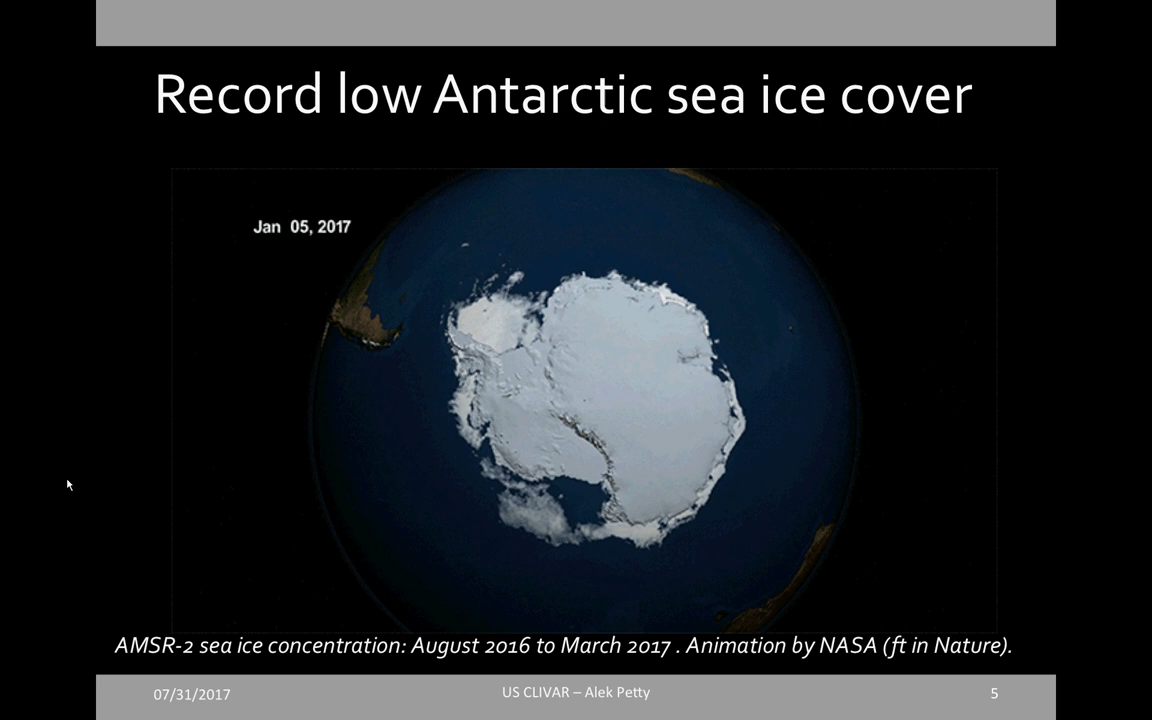 Record low Antarctic sea ice cover
Jan 05, 2017
AMSR-2 sea ice concentration: August 2016 to March 2017 . Animation by NASA (ft in Nature).
07/31/2017
US CLIVAR – Alek Petty
5